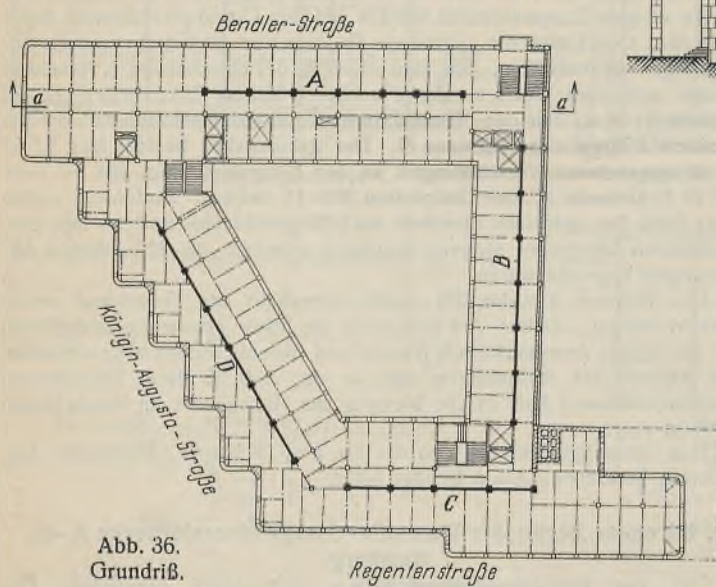 Bendler-Straße
A
a
a
B
D
Königin-Augusta-Straße
C
Abb. 36.
Grundriß.
Regentenstraße